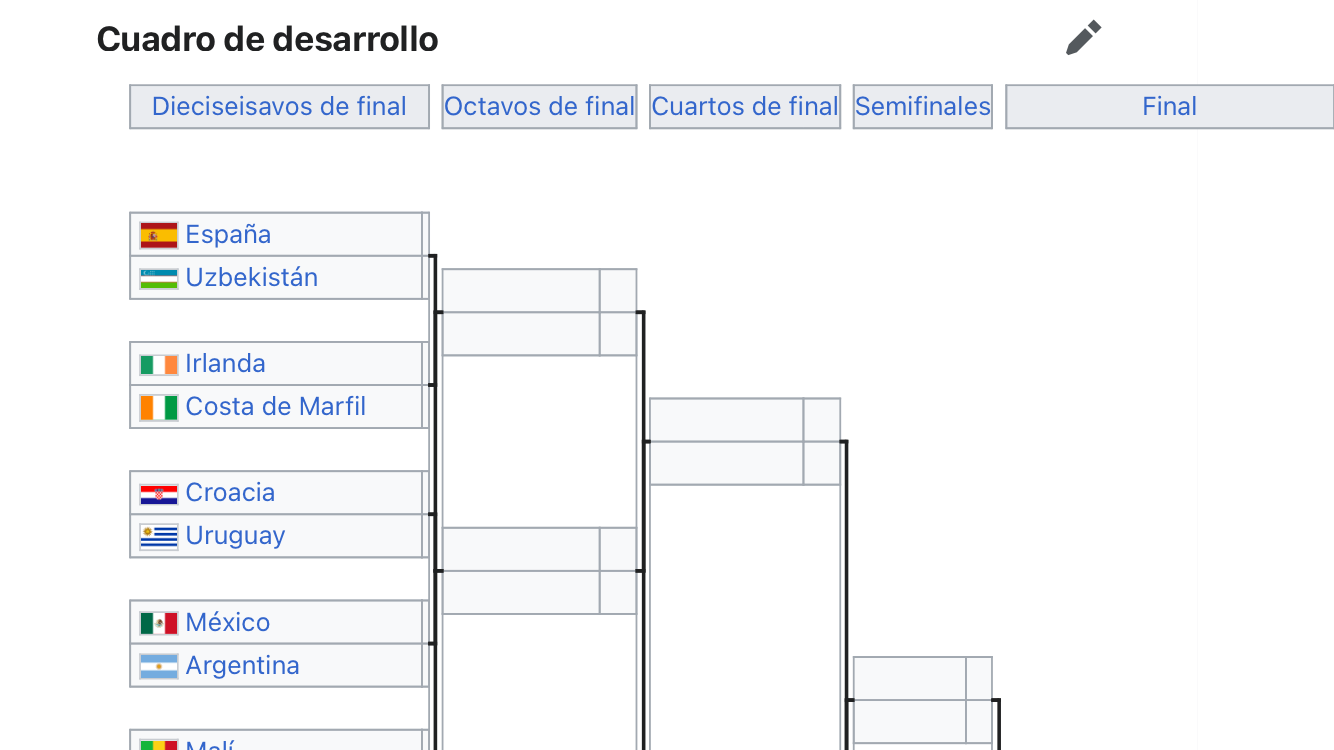 Cuadro de desarrollo
Dieciseisavos de final
Octavos de final
Cuartos de final
Semifinales
Final
España
Uzbekistán
Irlanda
Costa de Marfil
Croacia
Uruguay
México
Argentina
Malí